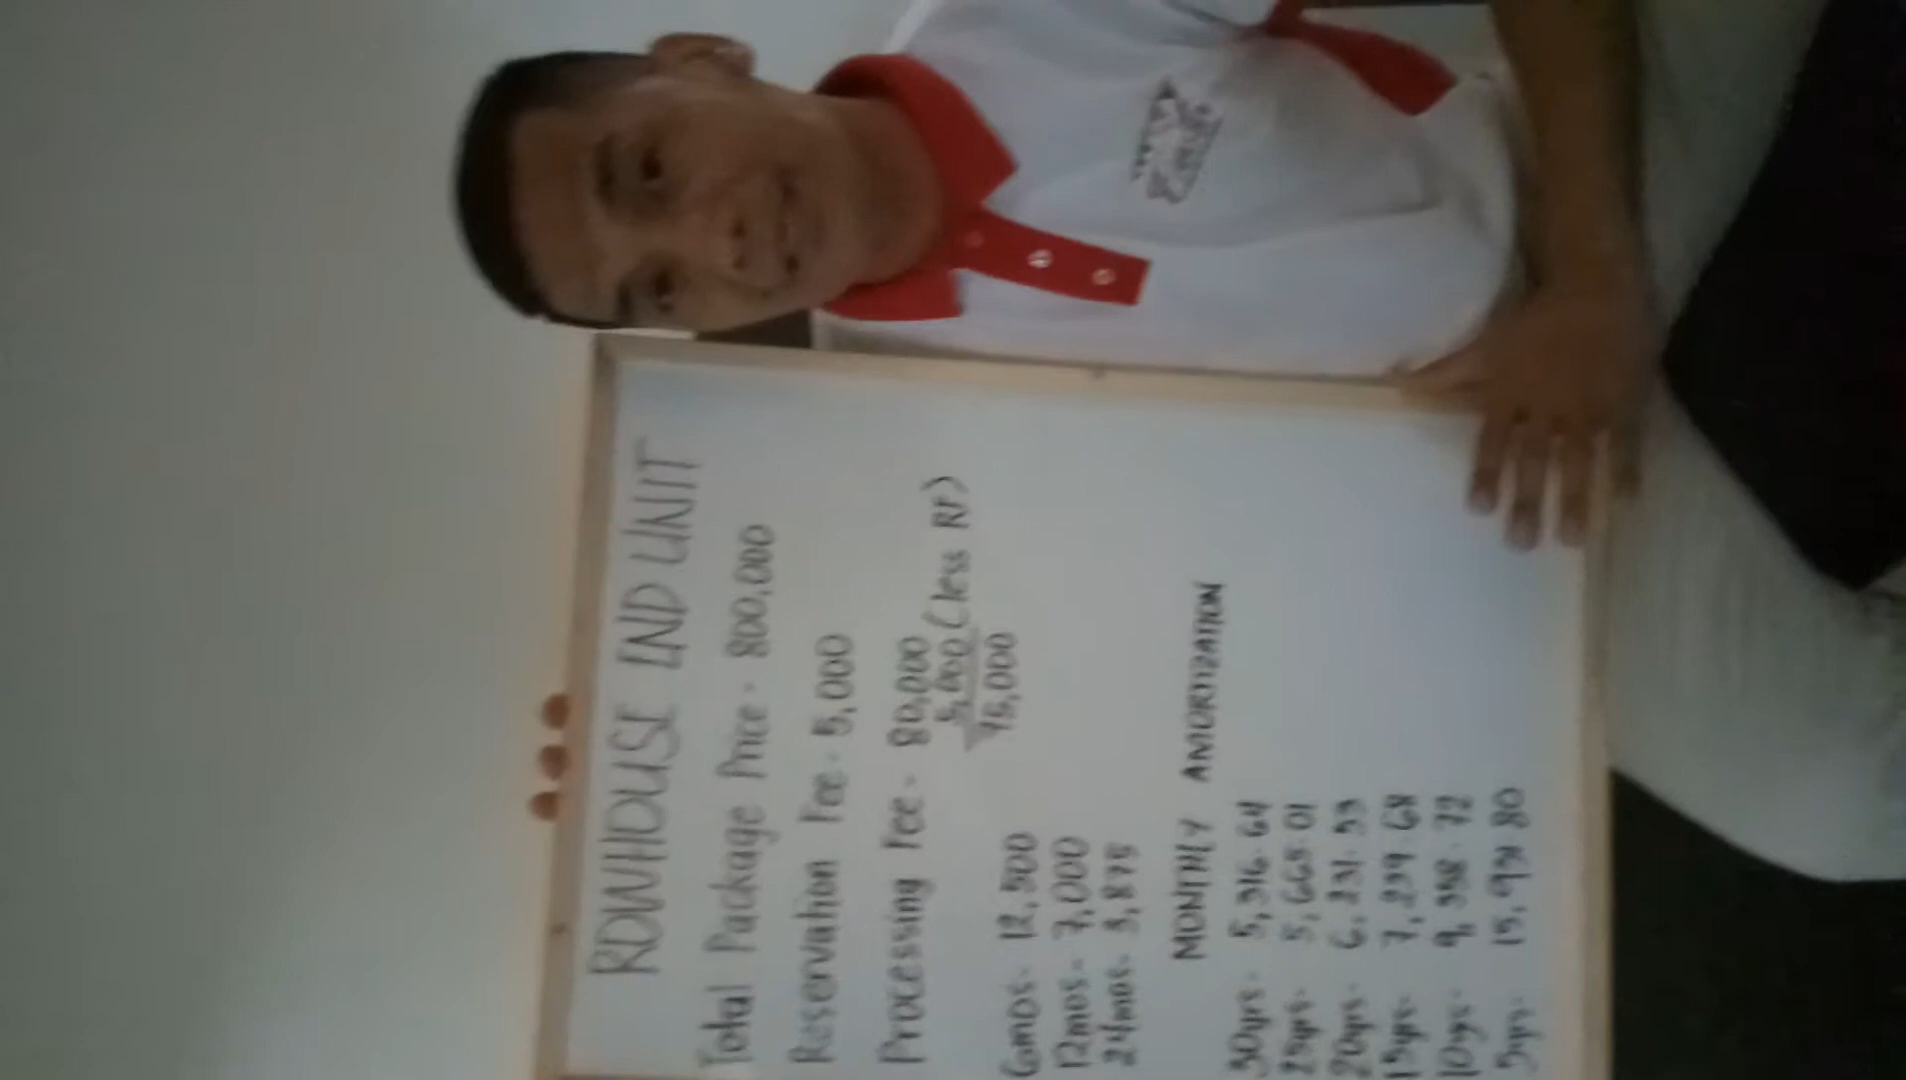 ROWHOUSE END UNIT
Total Package Price - 800,000
Reservation Fee - 5,000
Processing Fee - 80,000
5,000 (less RF)
75,000
6mos - 12,500
12mos - 7,000
24mos - 3,875
MONTHLY AMORTIZATION
30yrs - 5,316.64
25yrs - 5,665.01
20yrs - 6,231.53
15yrs - 7,239.68
10yrs - 9,358.72
5yrs - 15,931.80